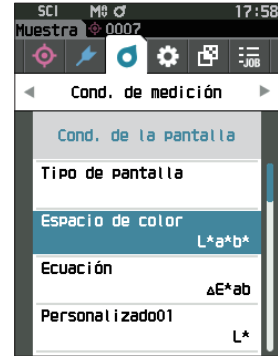 SCI M0 17:58
Muestra 0007
-JOB
Cond. de medición
Cond. de la pantalla
Tipo de pantalla
Espacio de color
L*a*b*
Ecuación
ΔE*ab
Personalizado01
L*